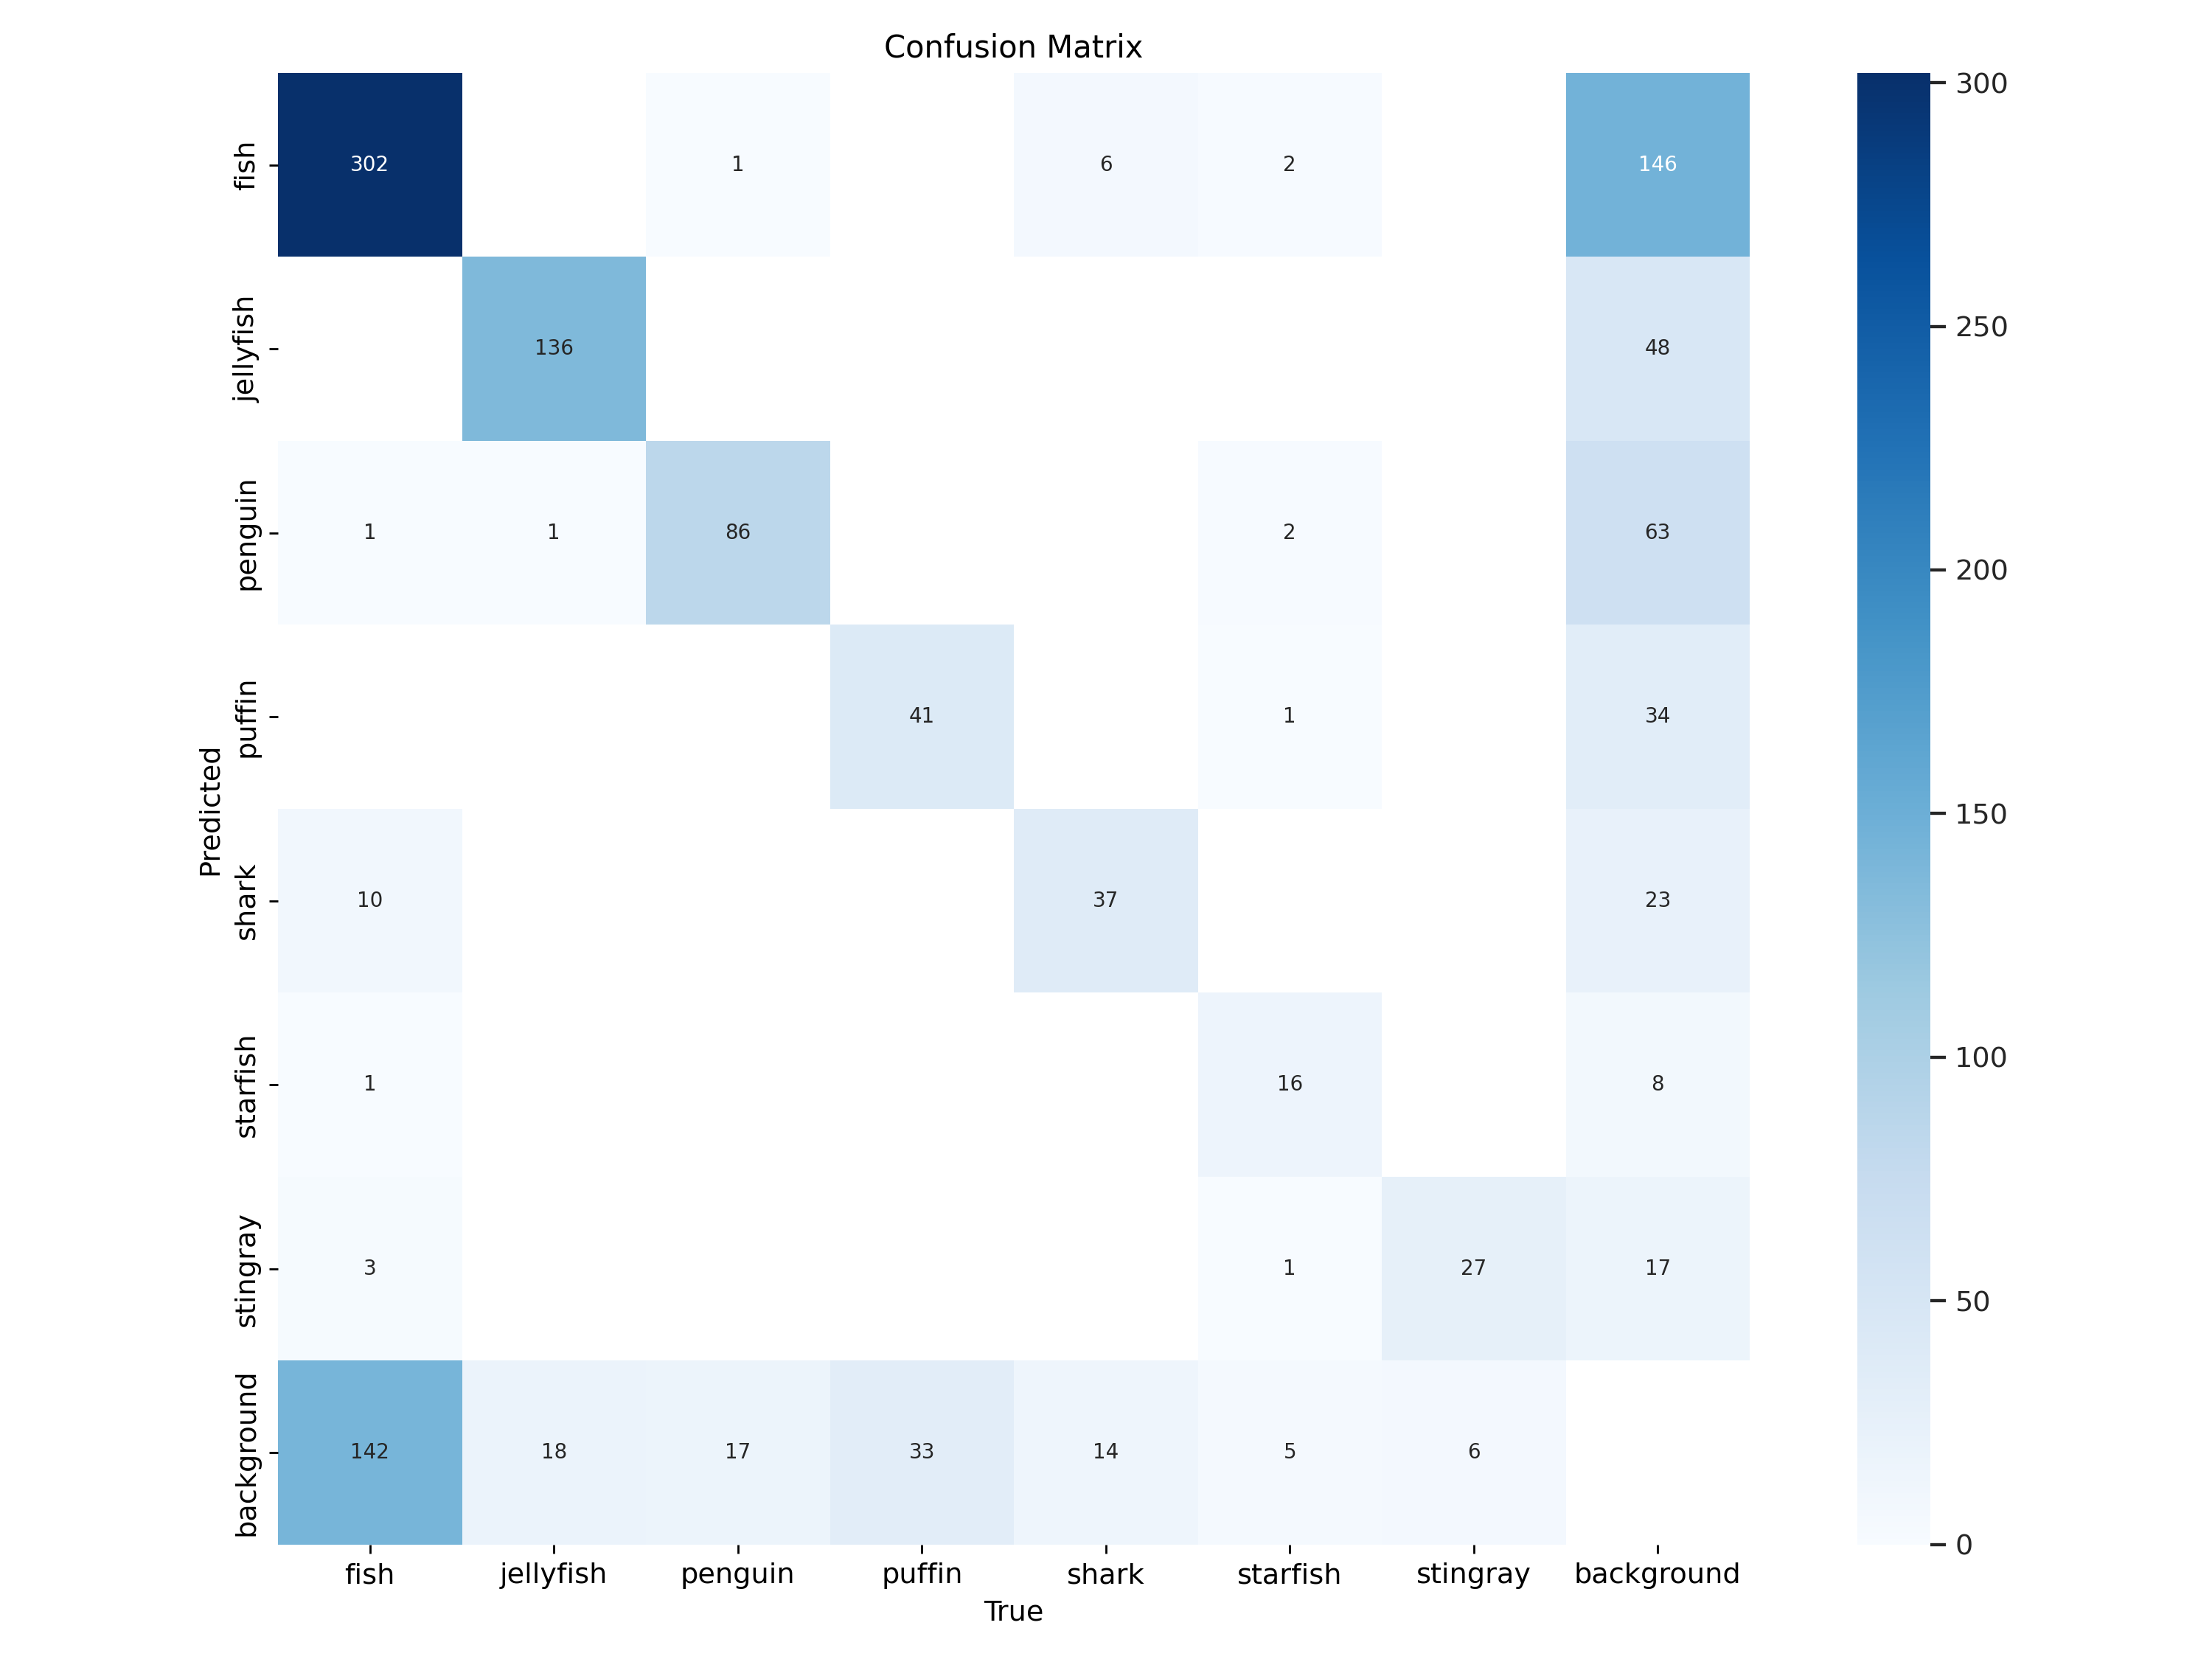 Confusion Matrix
fish 302 1 6 2 146
jellyfish 136 48
penguin 1 1 86 2 63
puffin 41 1 34
shark 10 37 23
starfish 1 16 8
stingray 3 1 27 17
background 142 18 17 33 14 5 6
fish jellyfish penguin puffin shark starfish stingray background
True
Predicted
300
250
200
150
100
50
0